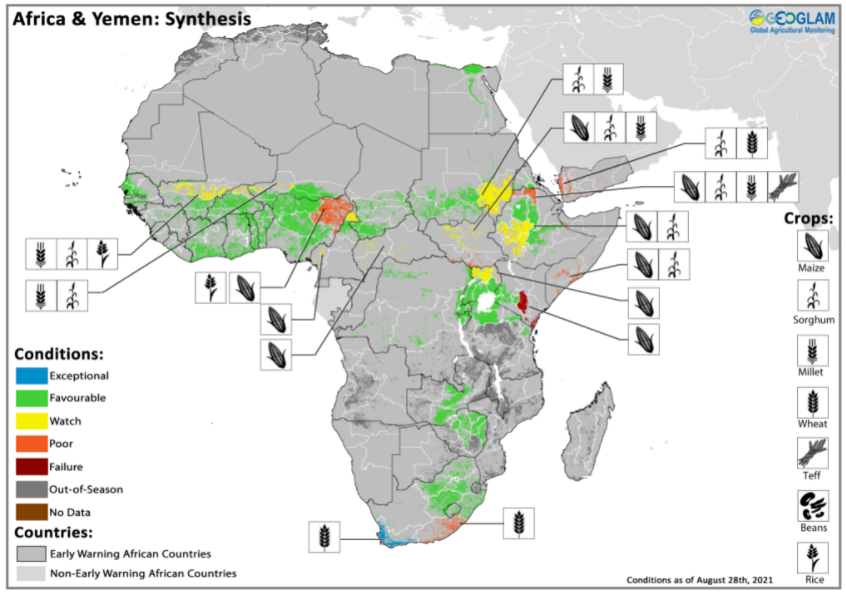 Africa & Yemen: Synthesis
GEOGLAM
Global Agricultural Monitoring
Crops:
Maize
Sorghum
Millet
Wheat
Teff
Beans
Rice
Conditions:
Exceptional
Favourable
Watch
Poor
Failure
Out-of-Season
No Data
Countries:
Early Warning African Countries
Non-Early Warning African Countries
Conditions as of August 28th, 2021